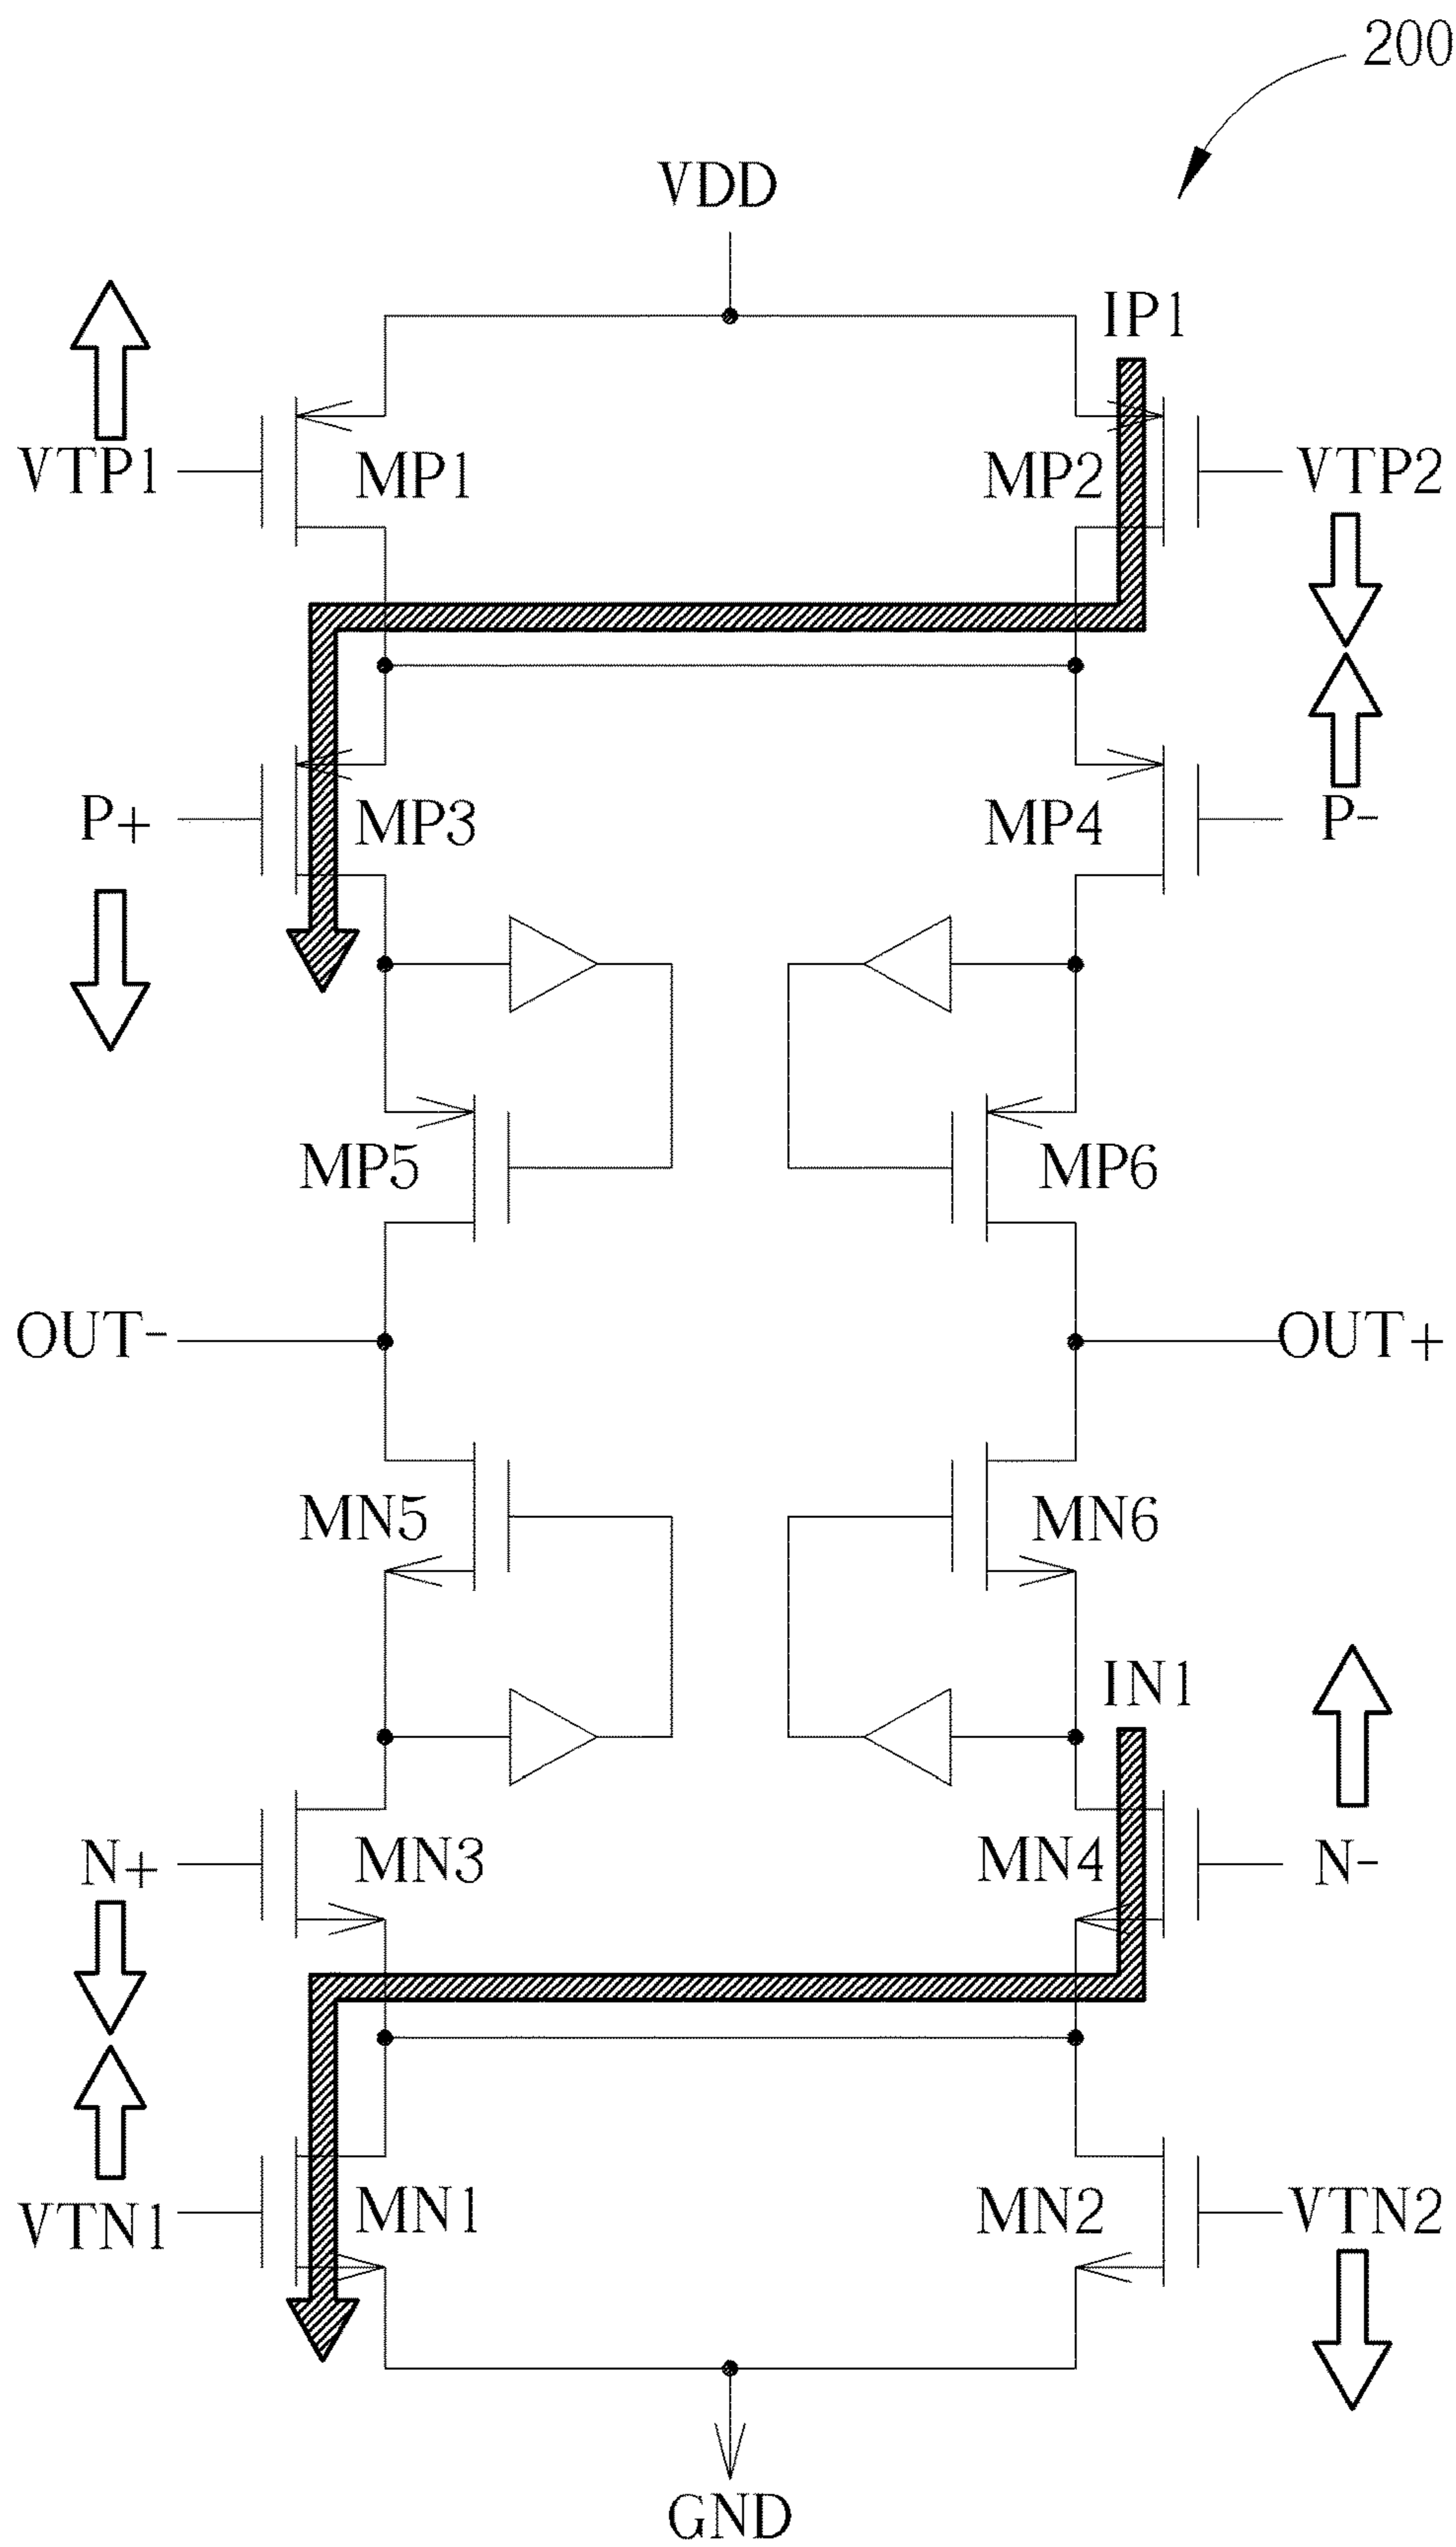 200
VDD
IP1
VTP1
MP1
MP2
VTP2
P+
MP3
MP4
P-
MP5
MP6
OUT-
OUT+
MN5
MN6
IN1
N+
MN3
MN4
N-
VTN1
MN1
MN2
VTN2
GND